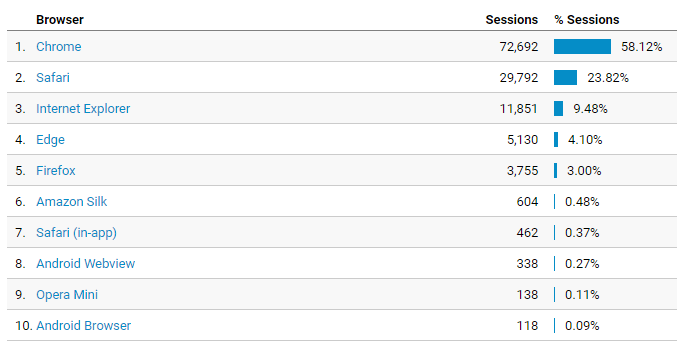 Browser Sessions % Sessions
1. Chrome 72,692 58.12%
2. Safari 29,792 23.82%
3. Internet Explorer 11,851 9.48%
4. Edge 5,130 4.10%
5. Firefox 3,755 3.00%
6. Amazon Silk 604 0.48%
7. Safari (in-app) 462 0.37%
8. Android Webview 338 0.27%
9. Opera Mini 138 0.11%
10. Android Browser 118 0.09%